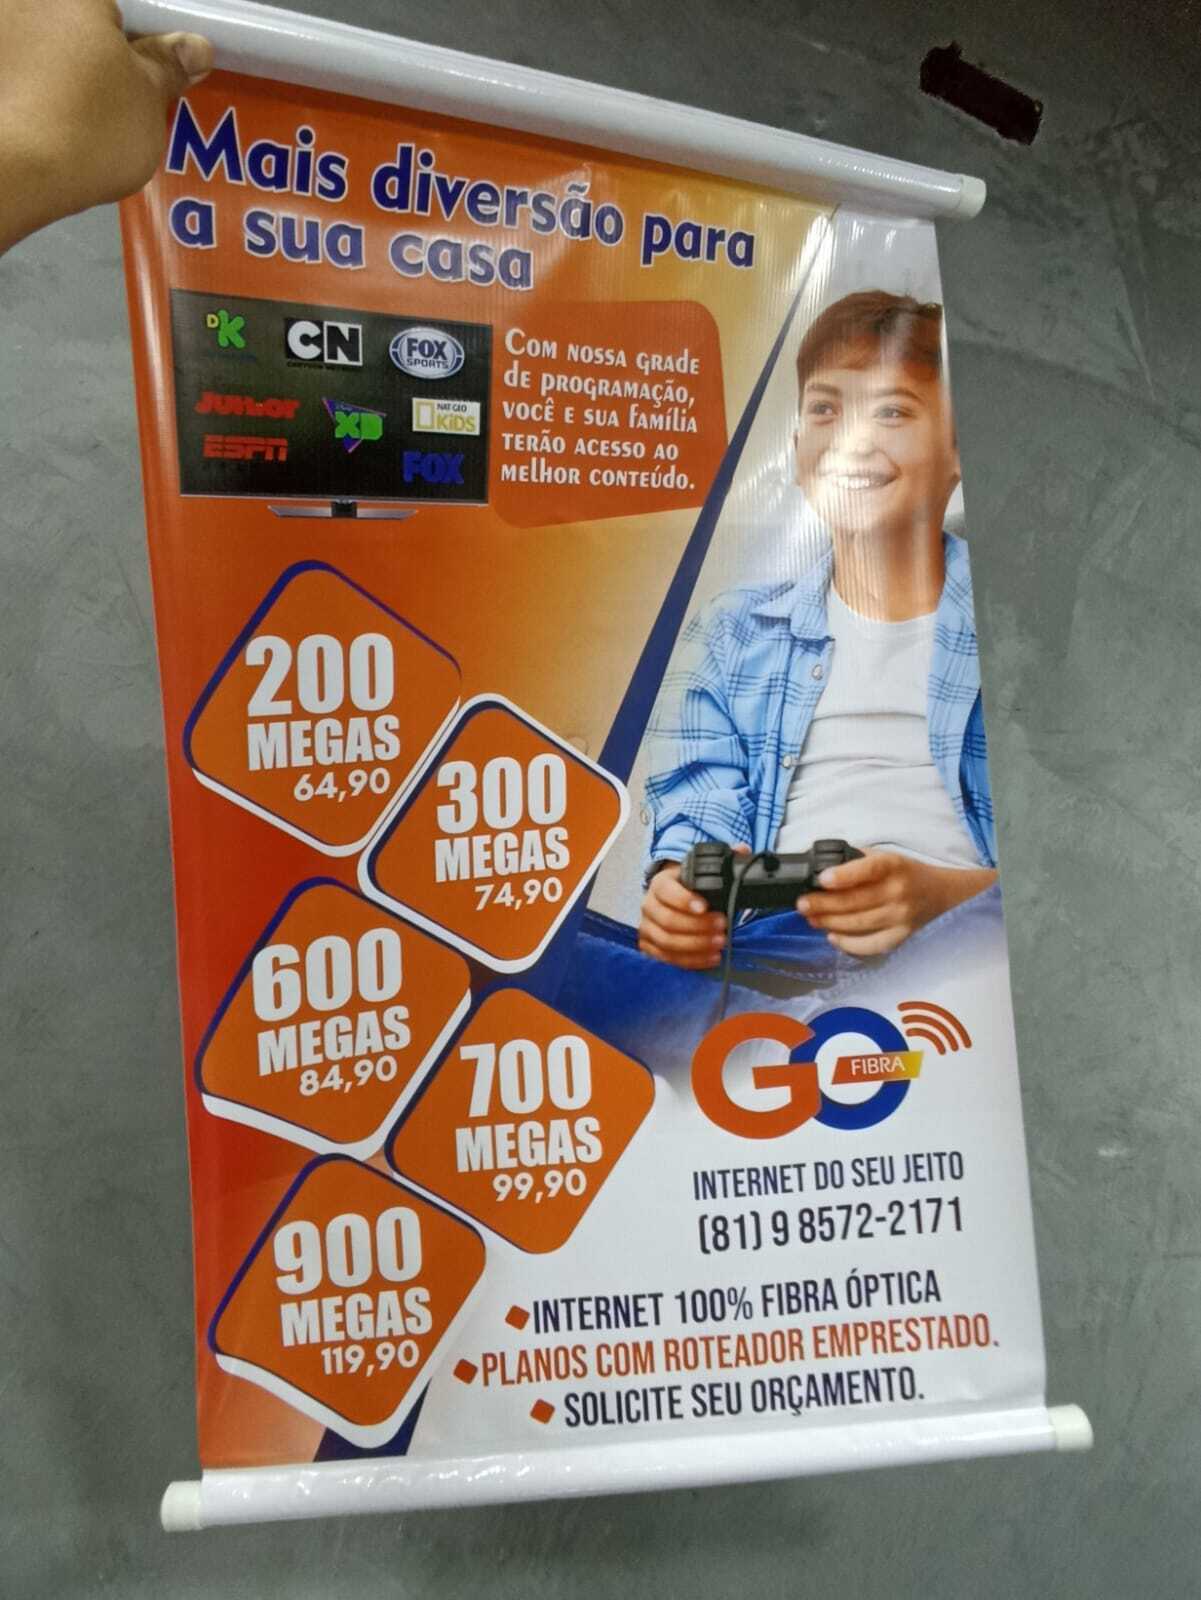 Mais diversão para
a sua casa
DK
CN
CARTOON NETWORK
FOX
SPORTS
JUNIOR
XD
NAT GEO
KiDS
ESPN
FOX
Com nossa grade
de programação,
você e sua família
terão acesso ao
melhor conteúdo.
200
MEGAS
64,90
300
MEGAS
74,90
600
MEGAS
84,90
700
MEGAS
99,90
900
MEGAS
119,90
GO
FIBRA
INTERNET DO SEU JEITO
(81) 9 8572-2171
INTERNET 100% FIBRA ÓPTICA
PLANOS COM ROTEADOR EMPRESTADO.
SOLICITE SEU ORÇAMENTO.